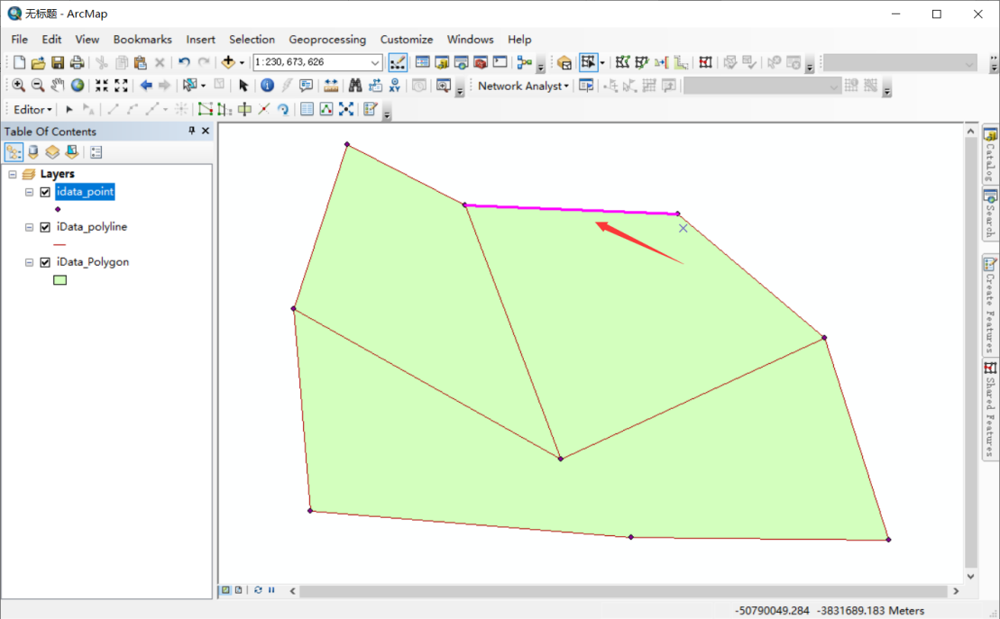 无标题 - ArcMap
File Edit View Bookmarks Insert Selection Geoprocessing Customize Windows Help
1:230,673,626
Network Analyst
Editor
Table Of Contents
Layers
idata_point
iData_polyline
iData_Polygon
Catalog
Search
Create Features
Shared Features
-50790049.284 -3831689.183 Meters